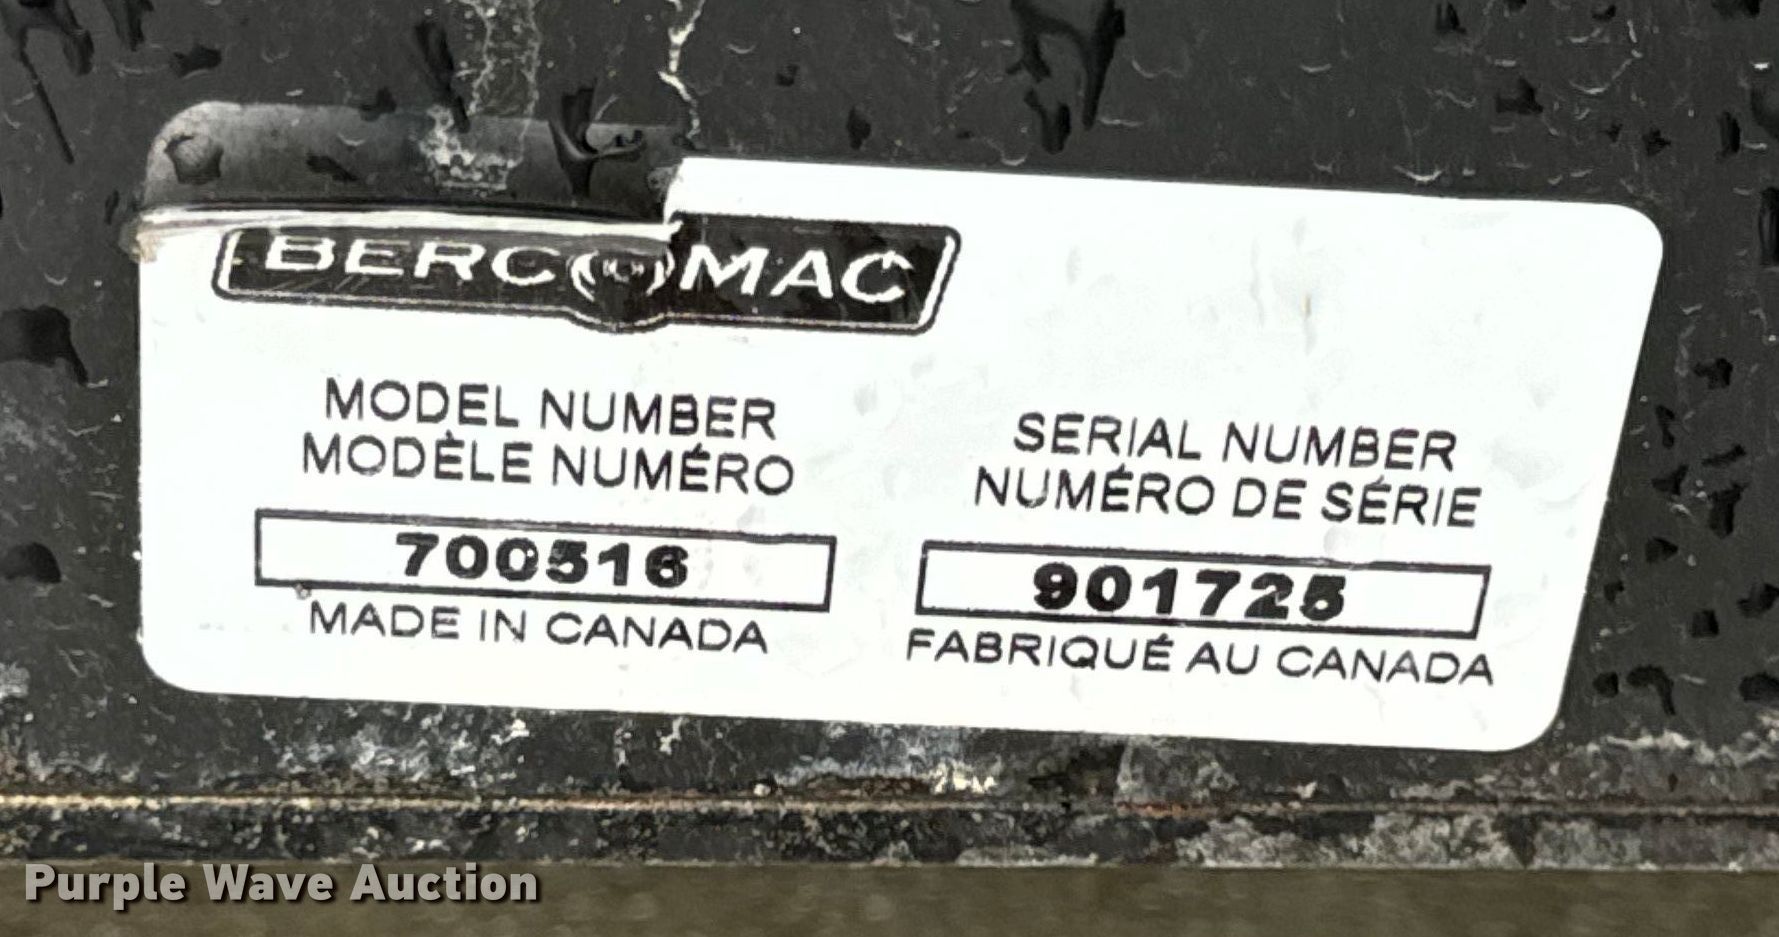 BERCOMAC
MODEL NUMBER
MODÈLE NUMÉRO
700516
MADE IN CANADA
SERIAL NUMBER
NUMÉRO DE SÉRIE
901725
FABRIQUÉ AU CANADA
Purple Wave Auction